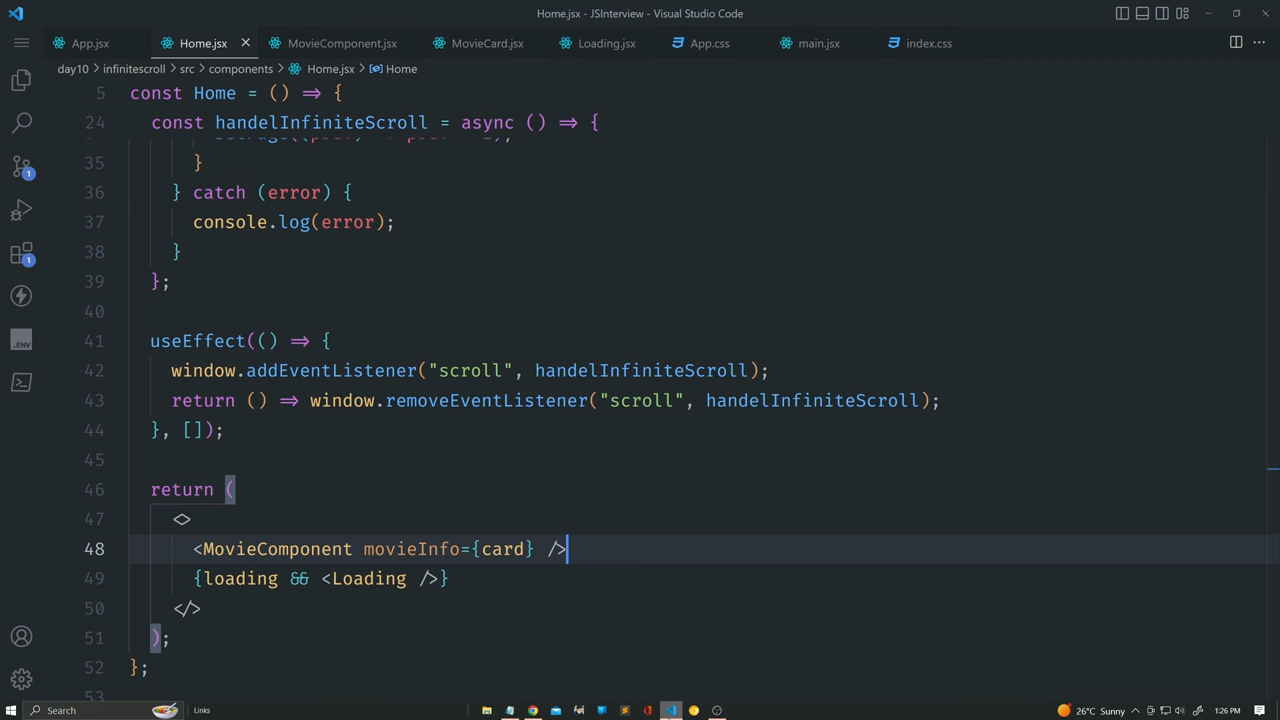 Home.jsx - JSInterview - Visual Studio Code
App.jsx Home.jsx MovieComponent.jsx MovieCard.jsx Loading.jsx App.css main.jsx index.css
day10 > infinitescroll > src > components > Home.jsx > Home
5 const Home = () => {
24 const handelInfiniteScroll = async () => {
35 }
36 } catch (error) {
37 console.log(error);
38 }
39 };
40
41 useEffect(() => {
42 window.addEventListener("scroll", handelInfiniteScroll);
43 return () => window.removeEventListener("scroll", handelInfiniteScroll);
44 }, []);
45
46 return (
47 <>
48 <MovieComponent movieInfo={card} />
49 {loading && <Loading />}
50 </>
51 );
52 };
53
1
1
.ENV
Search Links 26°C Sunny 1:26 PM